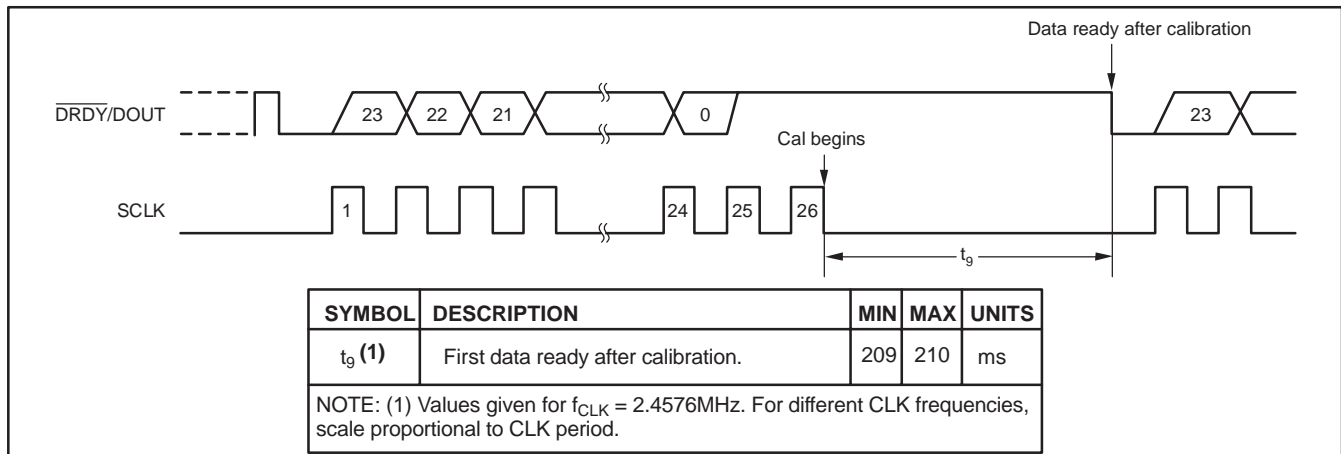 Data ready after calibration
DRDY/DOUT
23
22
21
0
23
Cal begins
SCLK
1
24
25
26
t9
SYMBOL DESCRIPTION MIN MAX UNITS
t9 (1) First data ready after calibration. 209 210 ms
NOTE: (1) Values given for fCLK = 2.4576MHz. For different CLK frequencies,
scale proportional to CLK period.